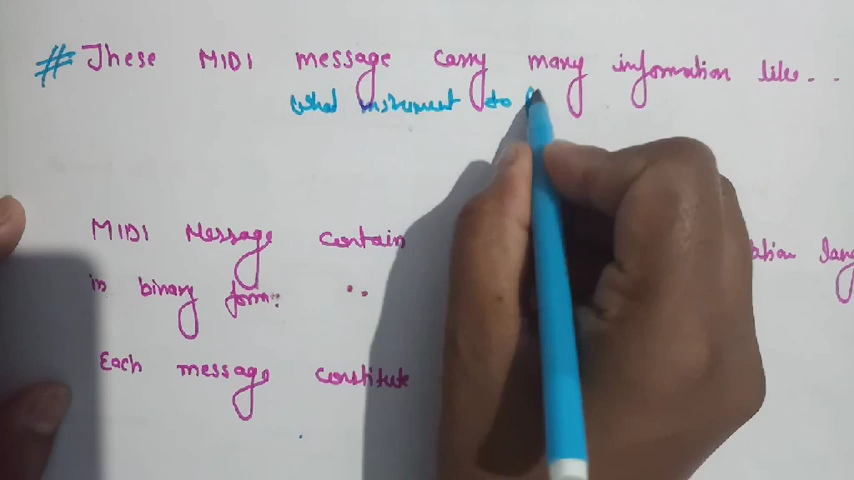 # These MIDI message carry many information like..
what instrument to
MIDI Message contain
in binary form: ..
Each message constitute